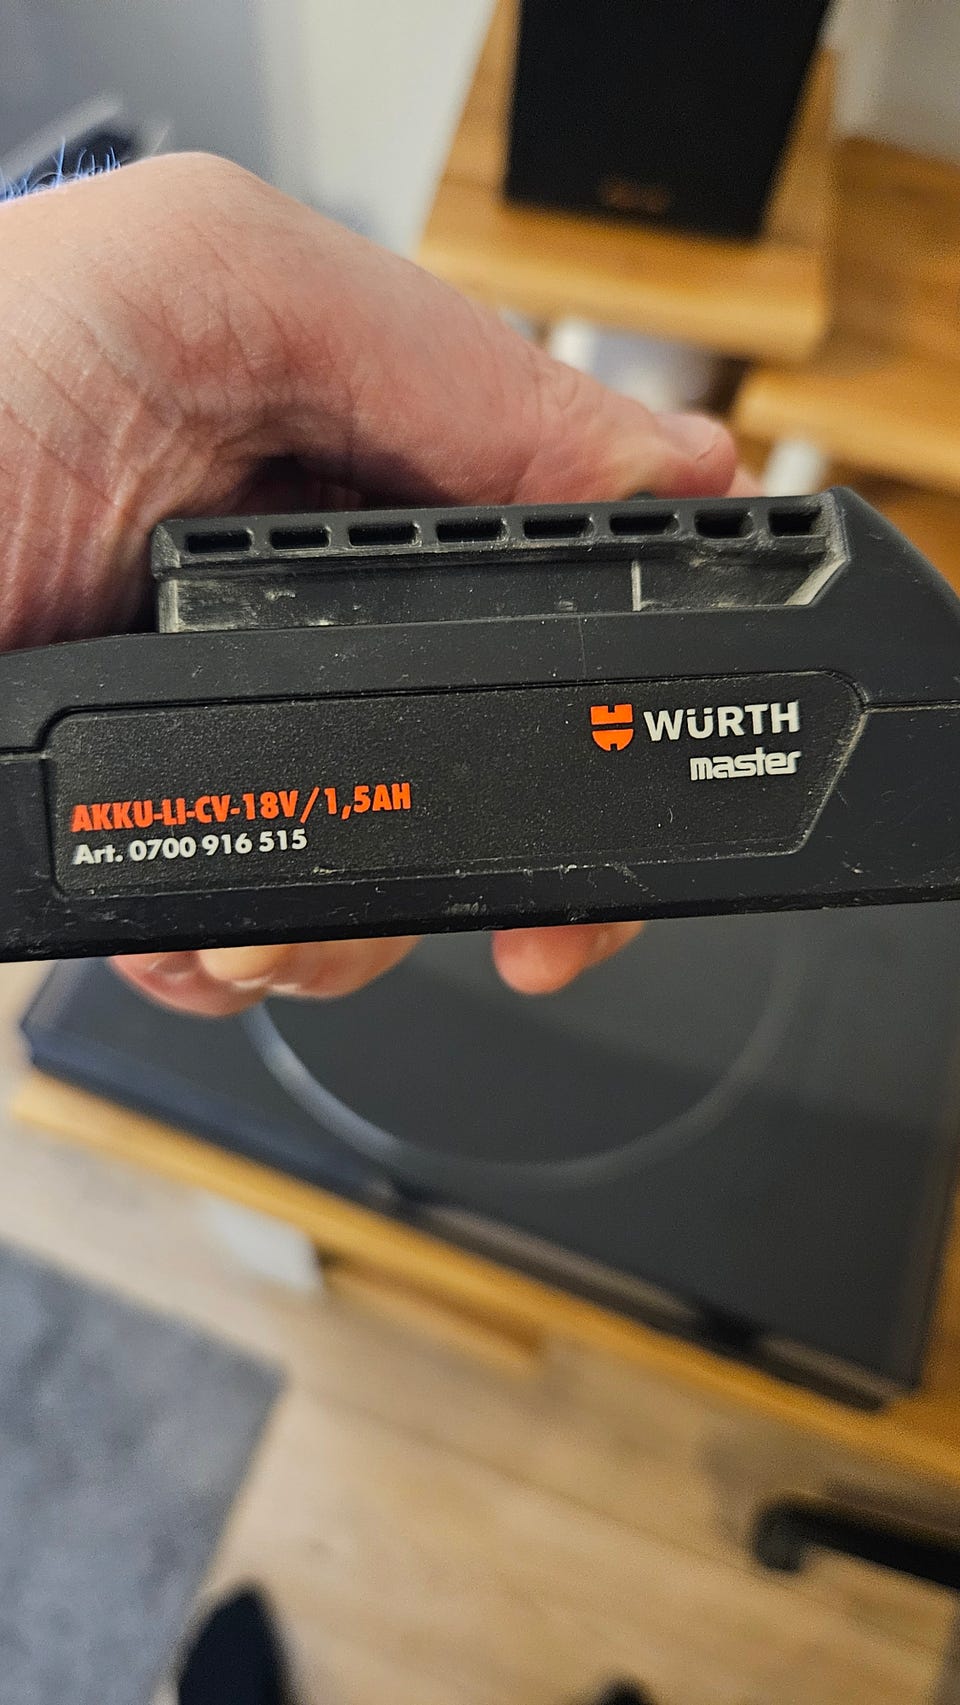 WÜRTH
master
AKKU-LI-CV-18V/1,5AH
Art. 0700 916 515